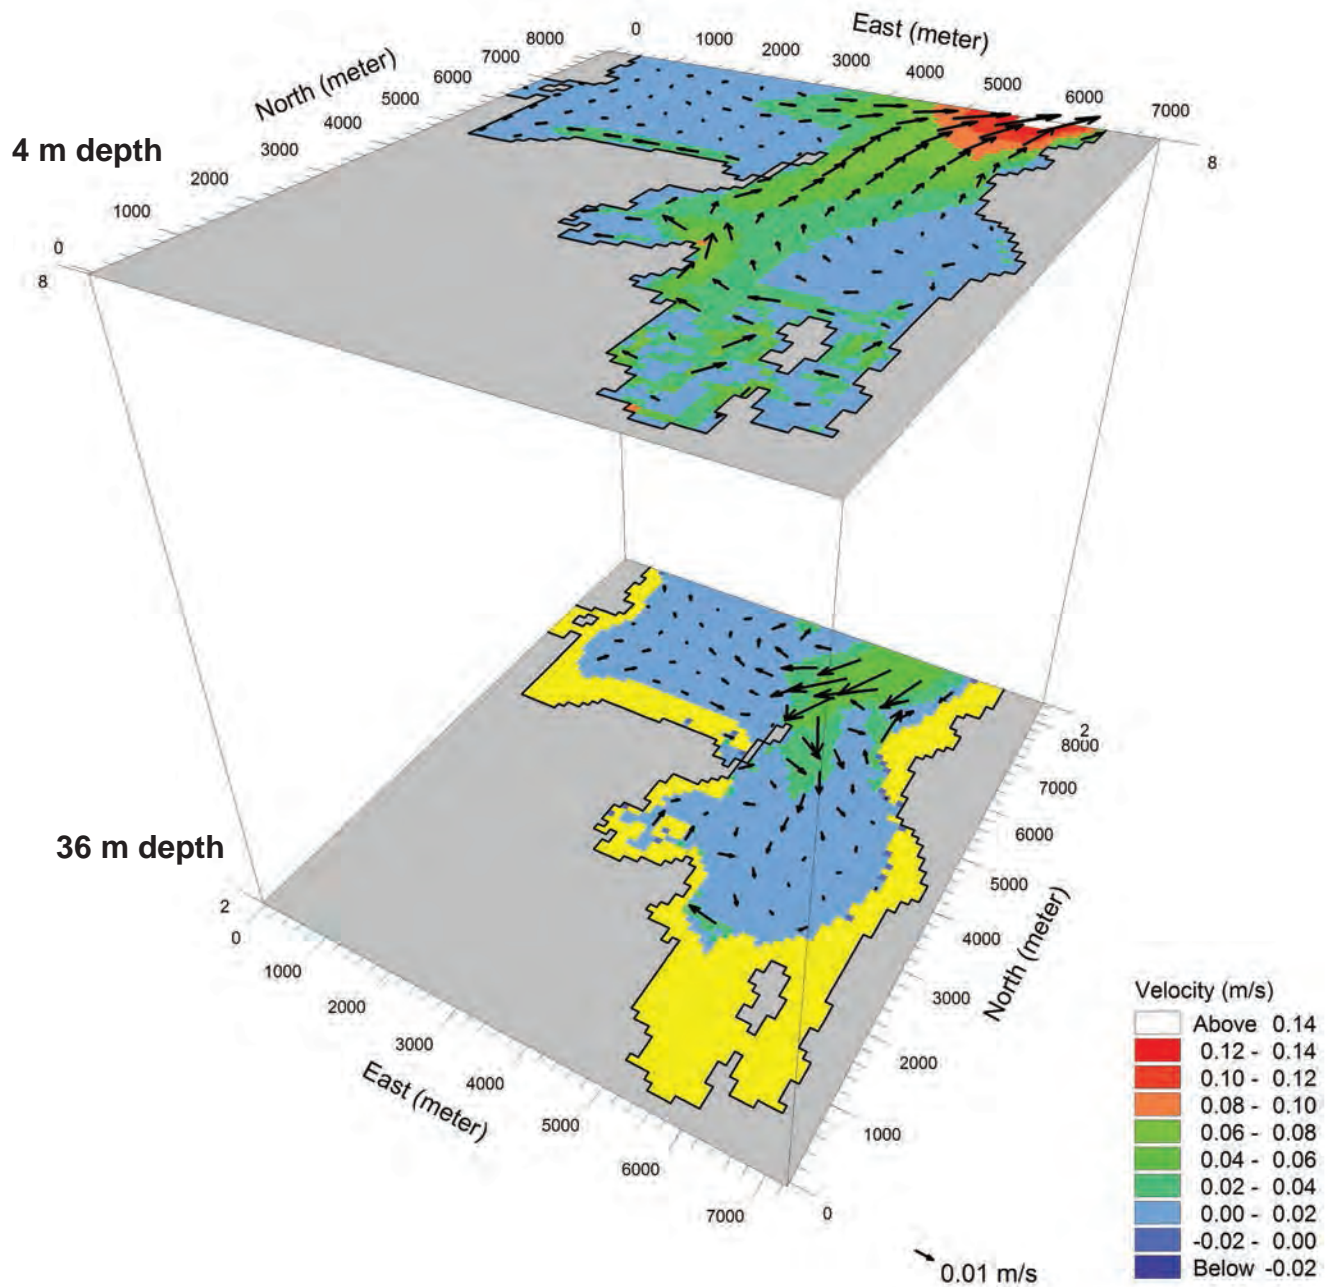 East (meter)
0
1000
2000
3000
4000
5000
6000
7000
8
North (meter)
8000
7000
6000
5000
4000
3000
2000
1000
0
8
4 m depth
36 m depth
2
0
1000
2000
3000
4000
5000
6000
7000
East (meter)
2
8000
7000
6000
5000
4000
3000
2000
1000
0
North (meter)
0.01 m/s
Velocity (m/s)
Above 0.14
0.12 - 0.14
0.10 - 0.12
0.08 - 0.10
0.06 - 0.08
0.04 - 0.06
0.02 - 0.04
0.00 - 0.02
-0.02 - 0.00
Below -0.02